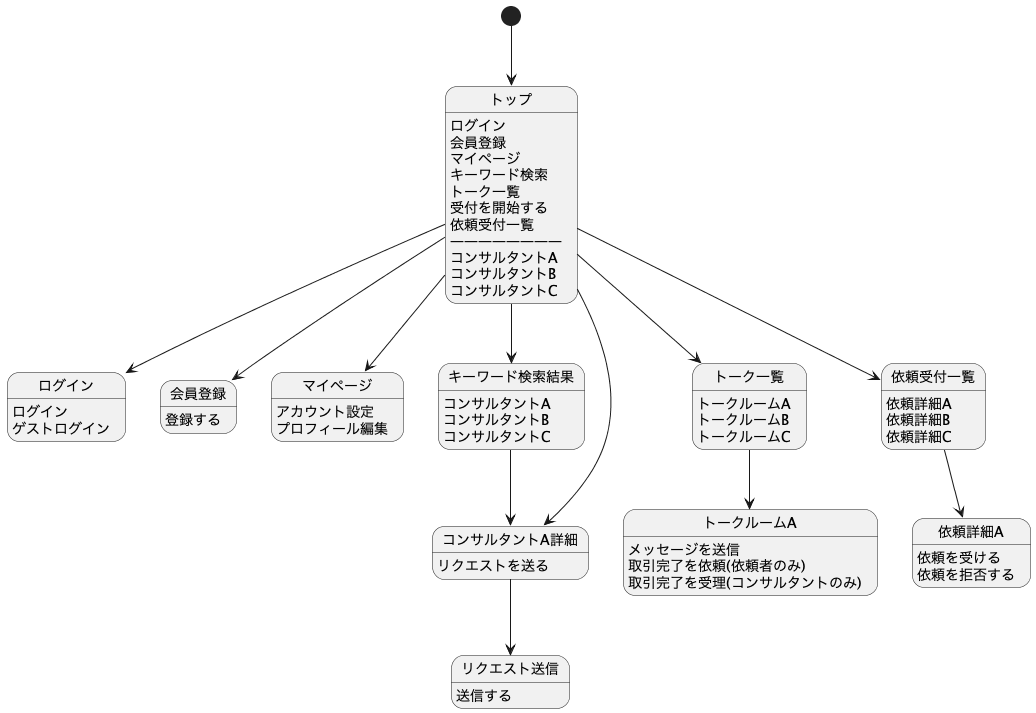 トップ
ログイン
会員登録
マイページ
キーワード検索
トーク一覧
受付を開始する
依頼受付一覧
ーーーーーーーー
コンサルタントA
コンサルタントB
コンサルタントC
ログイン
ログイン
ゲストログイン
会員登録
登録する
マイページ
アカウント設定
プロフィール編集
キーワード検索結果
コンサルタントA
コンサルタントB
コンサルタントC
トーク一覧
トークルームA
トークルームB
トークルームC
依頼受付一覧
依頼詳細A
依頼詳細B
依頼詳細C
コンサルタントA詳細
リクエストを送る
トークルームA
メッセージを送信
取引完了を依頼(依頼者のみ)
取引完了を受理(コンサルタントのみ)
依頼詳細A
依頼を受ける
依頼を拒否する
リクエスト送信
送信する